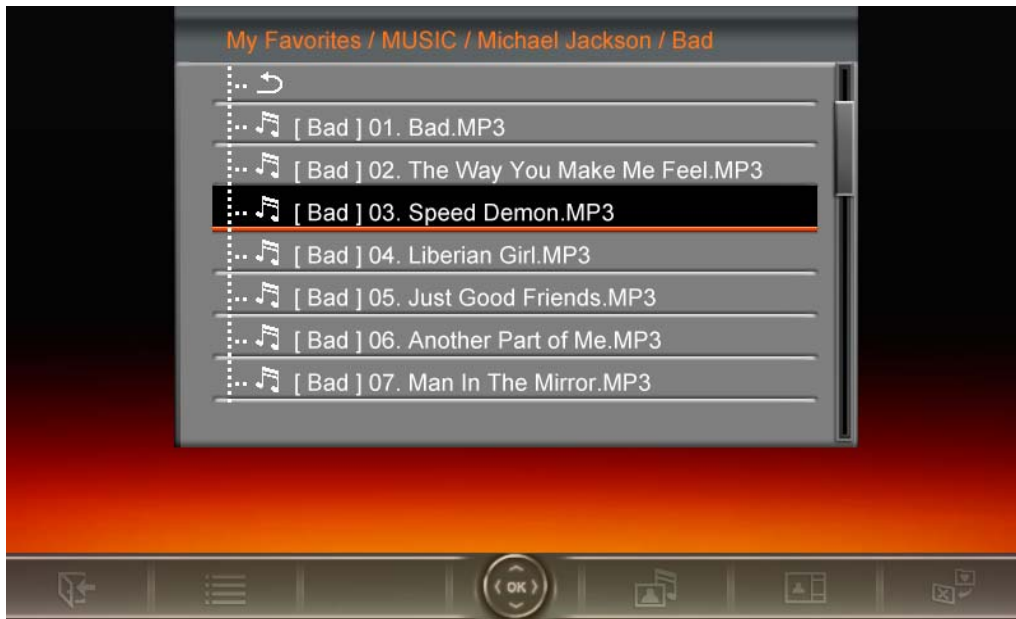 My Favorites / MUSIC / Michael Jackson / Bad
[ Bad ] 01. Bad.MP3
[ Bad ] 02. The Way You Make Me Feel.MP3
[ Bad ] 03. Speed Demon.MP3
[ Bad ] 04. Liberian Girl.MP3
[ Bad ] 05. Just Good Friends.MP3
[ Bad ] 06. Another Part of Me.MP3
[ Bad ] 07. Man In The Mirror.MP3
OK